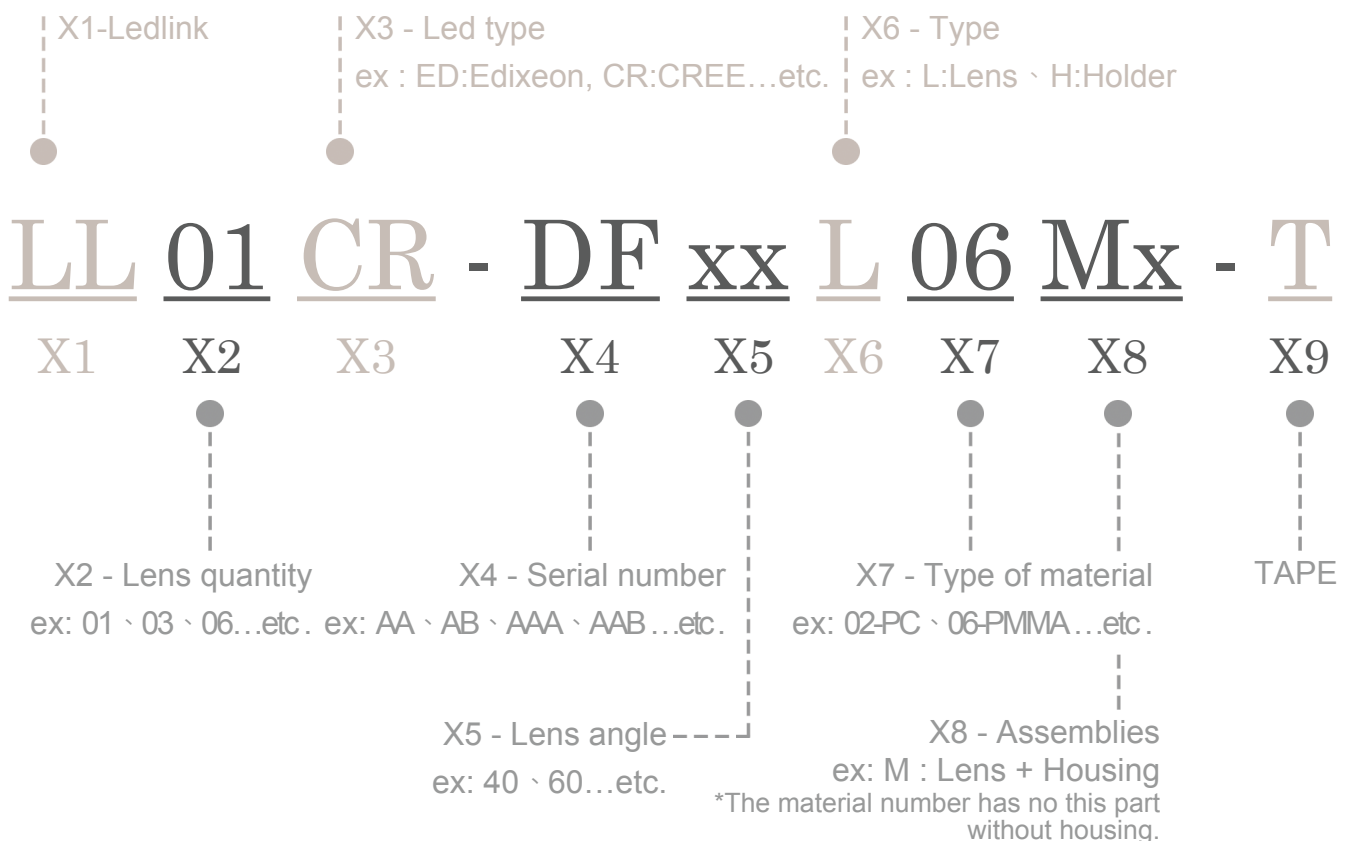 X1-Ledlink
X3 - Led type
X6 - Type
ex : ED:Edixeon, CR:CREE…etc.
ex : L:Lens、H:Holder
LL 01 CR - DF xx L 06 Mx - T
X1 X2 X3 X4 X5 X6 X7 X8 X9
X2 - Lens quantity
ex: 01、03、06…etc.
X4 - Serial number
ex: AA、AB、AAA、AAB…etc.
X7 - Type of material
ex: 02-PC、06-PMMA…etc.
TAPE
X5 - Lens angle
ex: 40、60…etc.
X8 - Assemblies
ex: M : Lens + Housing
*The material number has no this part
without housing.